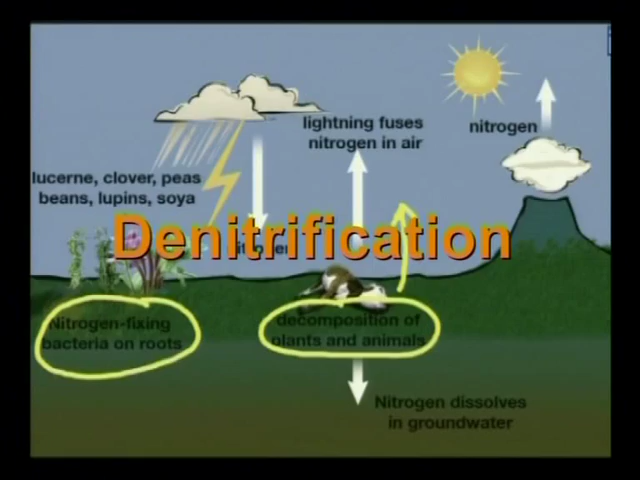 lightning fuses
nitrogen in air
nitrogen
lucerne, clover, peas
beans, lupins, soya
Denitrification
Nitrogen-fixing
bacteria on roots
decomposition of
plants and animals
Nitrogen dissolves
in groundwater